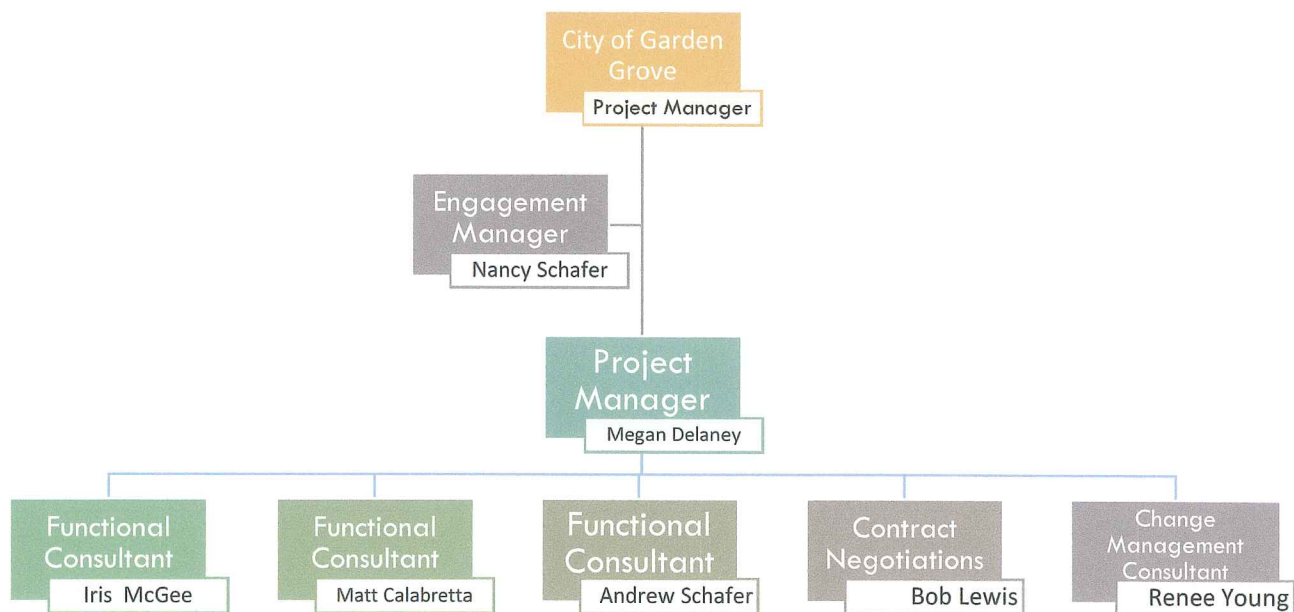 City of Garden
Grove
Project Manager
Engagement
Manager
Nancy Schafer
Project
Manager
Megan Delaney
Functional
Consultant
Iris McGee
Functional
Consultant
Matt Calabretta
Functional
Consultant
Andrew Schafer
Contract
Negotiations
Bob Lewis
Change
Management
Consultant
Renee Young